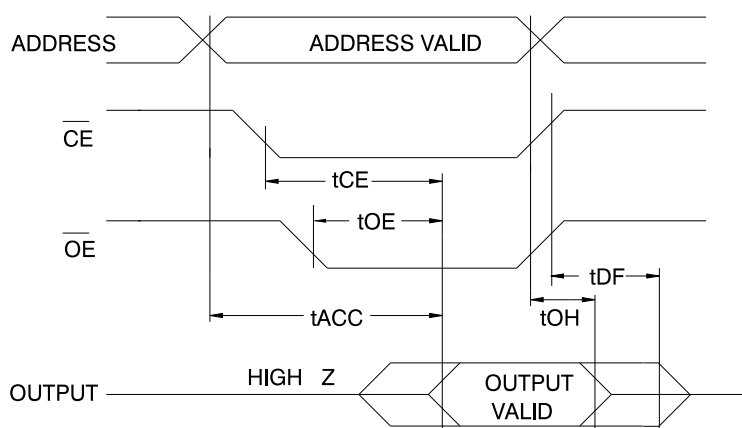 ADDRESS
ADDRESS VALID
CE
tCE
tOE
OE
tDF
tACC
tOH
HIGH Z
OUTPUT
OUTPUT
VALID